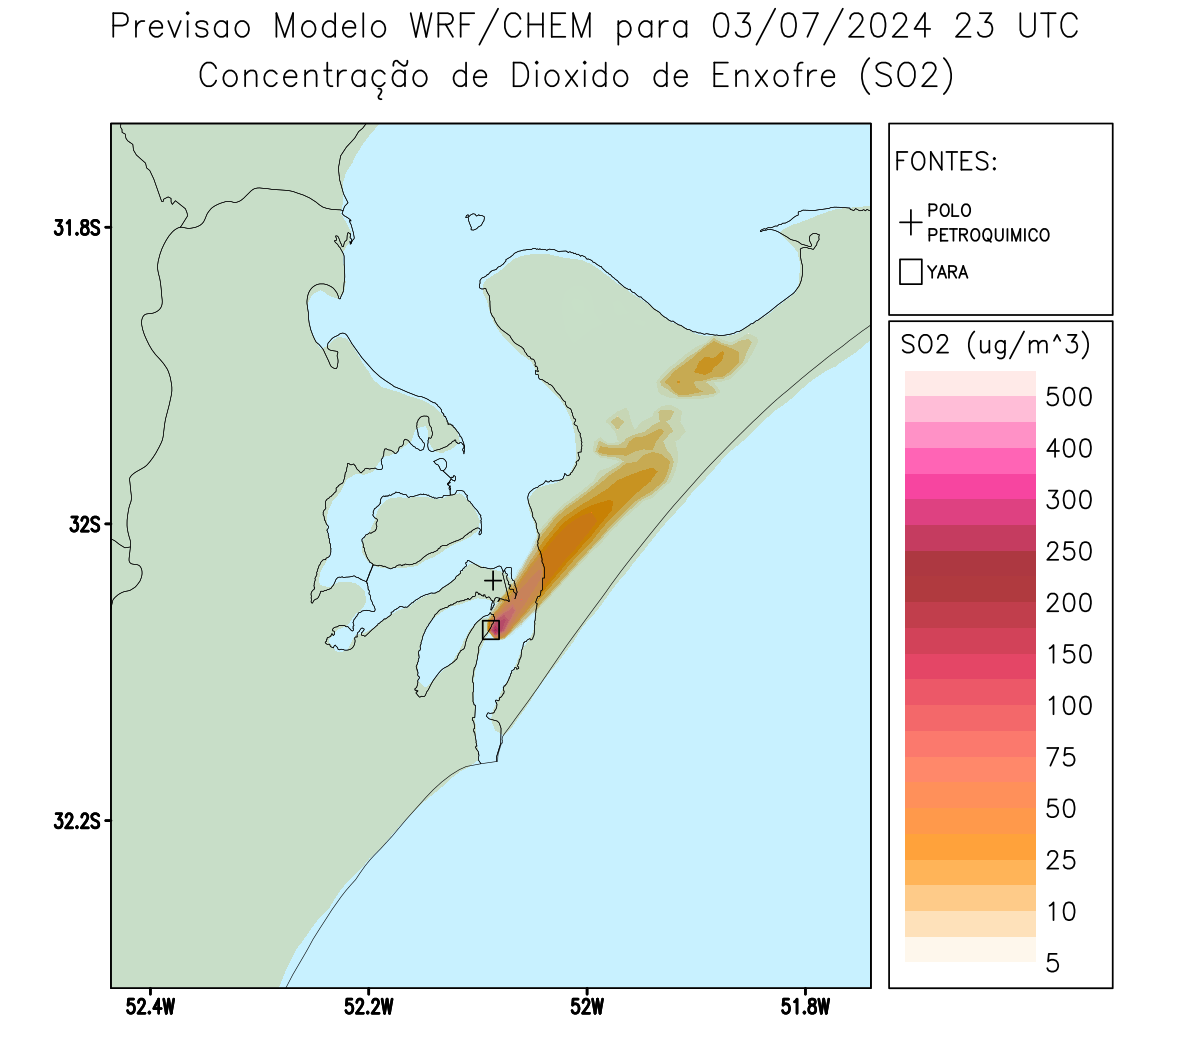 Previsao Modelo WRF/CHEM para 03/07/2024 23 UTC
Concentração de Dioxido de Enxofre (SO2)
31.8S
32S
32.2S
52.4W
52.2W
52W
51.8W
FONTES:
POLO
PETROQUIMICO
YARA
SO2 (ug/m^3)
500
400
300
250
200
150
100
75
50
25
10
5